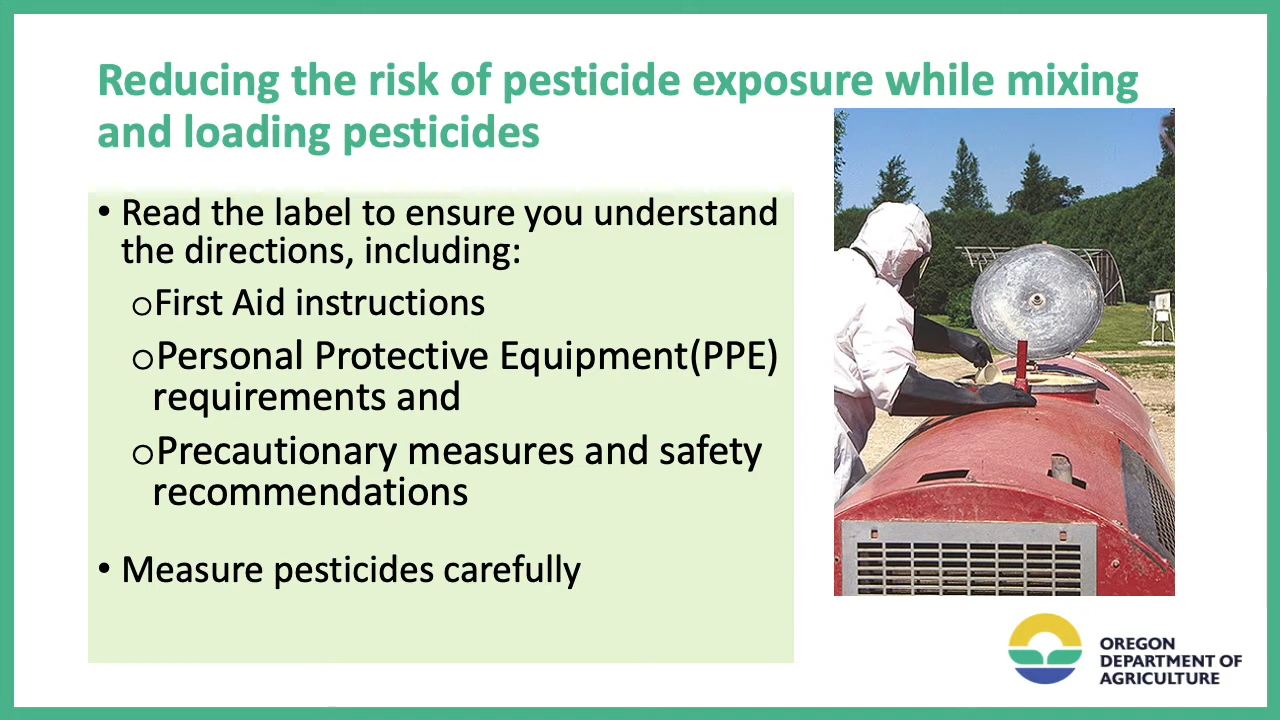 Reducing the risk of pesticide exposure while mixing
and loading pesticides
• Read the label to ensure you understand
the directions, including:
oFirst Aid instructions
oPersonal Protective Equipment(PPE)
requirements and
oPrecautionary measures and safety
recommendations
• Measure pesticides carefully
OREGON
DEPARTMENT OF
AGRICULTURE